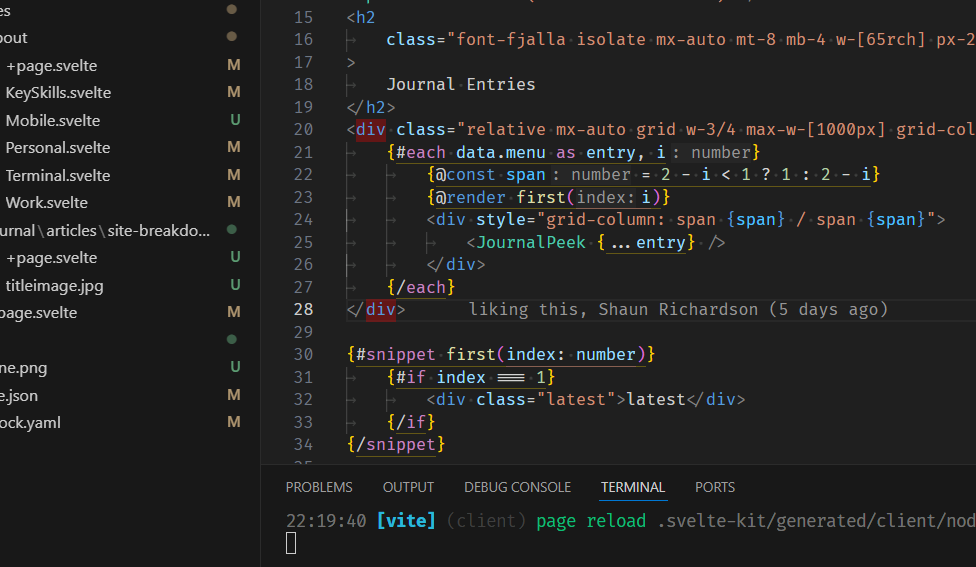 es
bout
+page.svelte M
KeySkills.svelte M
Mobile.svelte U
Personal.svelte M
Terminal.svelte M
Work.svelte M
urnal\articles\site-breakdo...
+page.svelte U
titleimage.jpg U
page.svelte M
ne.png U
e.json M
ock.yaml M
15 <h2
16 class="font-fjalla isolate mx-auto mt-8 mb-4 w-[65rch] px-2
17 >
18 Journal Entries
19 </h2>
20 <div class="relative mx-auto grid w-3/4 max-w-[1000px] grid-col
21 {#each data.menu as entry, i: number}
22 {@const span: number = 2 - i < 1 ? 1 : 2 - i}
23 {@render first(index: i)}
24 <div style="grid-column: span {span} / span {span}">
25 <JournalPeek {...entry} />
26 </div>
27 {/each}
28 </div> liking this, Shaun Richardson (5 days ago)
29
30 {#snippet first(index: number)}
31 {#if index === 1}
32 <div class="latest">latest</div>
33 {/if}
34 {/snippet}
PROBLEMS OUTPUT DEBUG CONSOLE TERMINAL PORTS
22:19:40 [vite] (client) page reload .svelte-kit/generated/client/nod